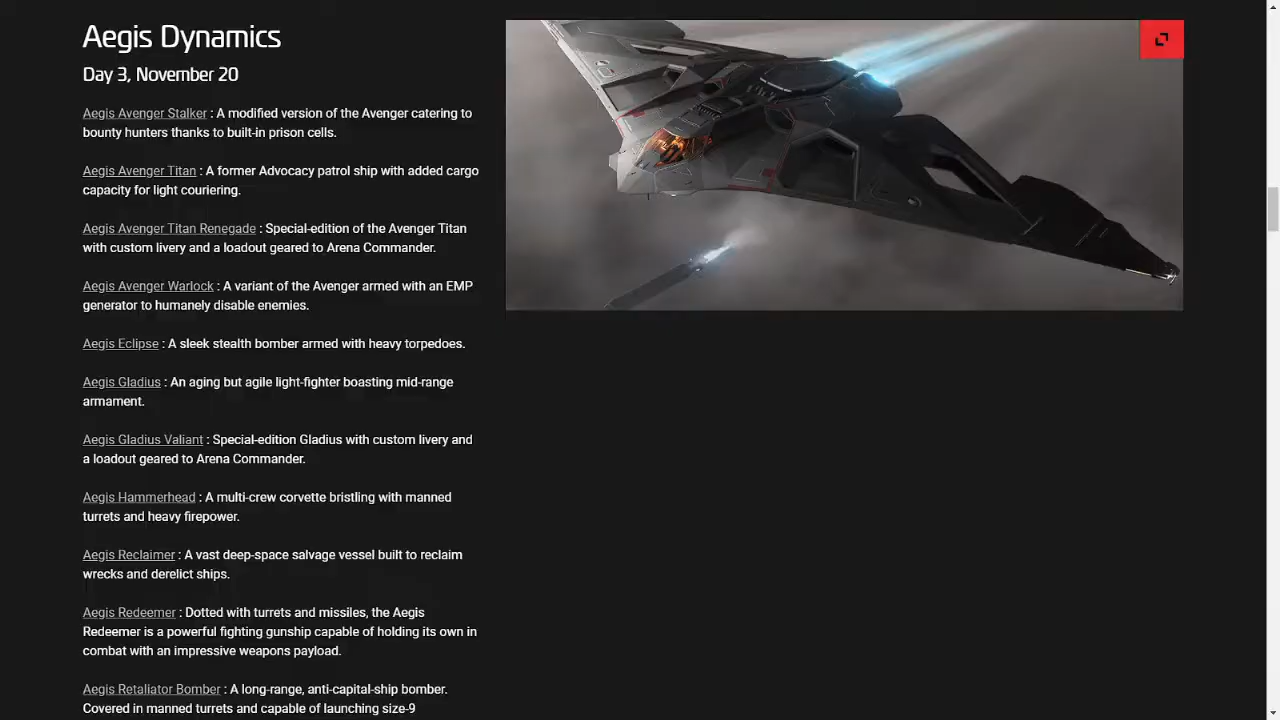 Aegis Dynamics
Day 3, November 20
Aegis Avenger Stalker : A modified version of the Avenger catering to
bounty hunters thanks to built-in prison cells.
Aegis Avenger Titan : A former Advocacy patrol ship with added cargo
capacity for light couriering.
Aegis Avenger Titan Renegade : Special-edition of the Avenger Titan
with custom livery and a loadout geared to Arena Commander.
Aegis Avenger Warlock : A variant of the Avenger armed with an EMP
generator to humanely disable enemies.
Aegis Eclipse : A sleek stealth bomber armed with heavy torpedoes.
Aegis Gladius : An aging but agile light-fighter boasting mid-range
armament.
Aegis Gladius Valiant : Special-edition Gladius with custom livery and
a loadout geared to Arena Commander.
Aegis Hammerhead : A multi-crew corvette bristling with manned
turrets and heavy firepower.
Aegis Reclaimer : A vast deep-space salvage vessel built to reclaim
wrecks and derelict ships.
Aegis Redeemer : Dotted with turrets and missiles, the Aegis
Redeemer is a powerful fighting gunship capable of holding its own in
combat with an impressive weapons payload.
Aegis Retaliator Bomber : A long-range, anti-capital-ship bomber.
Covered in manned turrets and capable of launching size-9